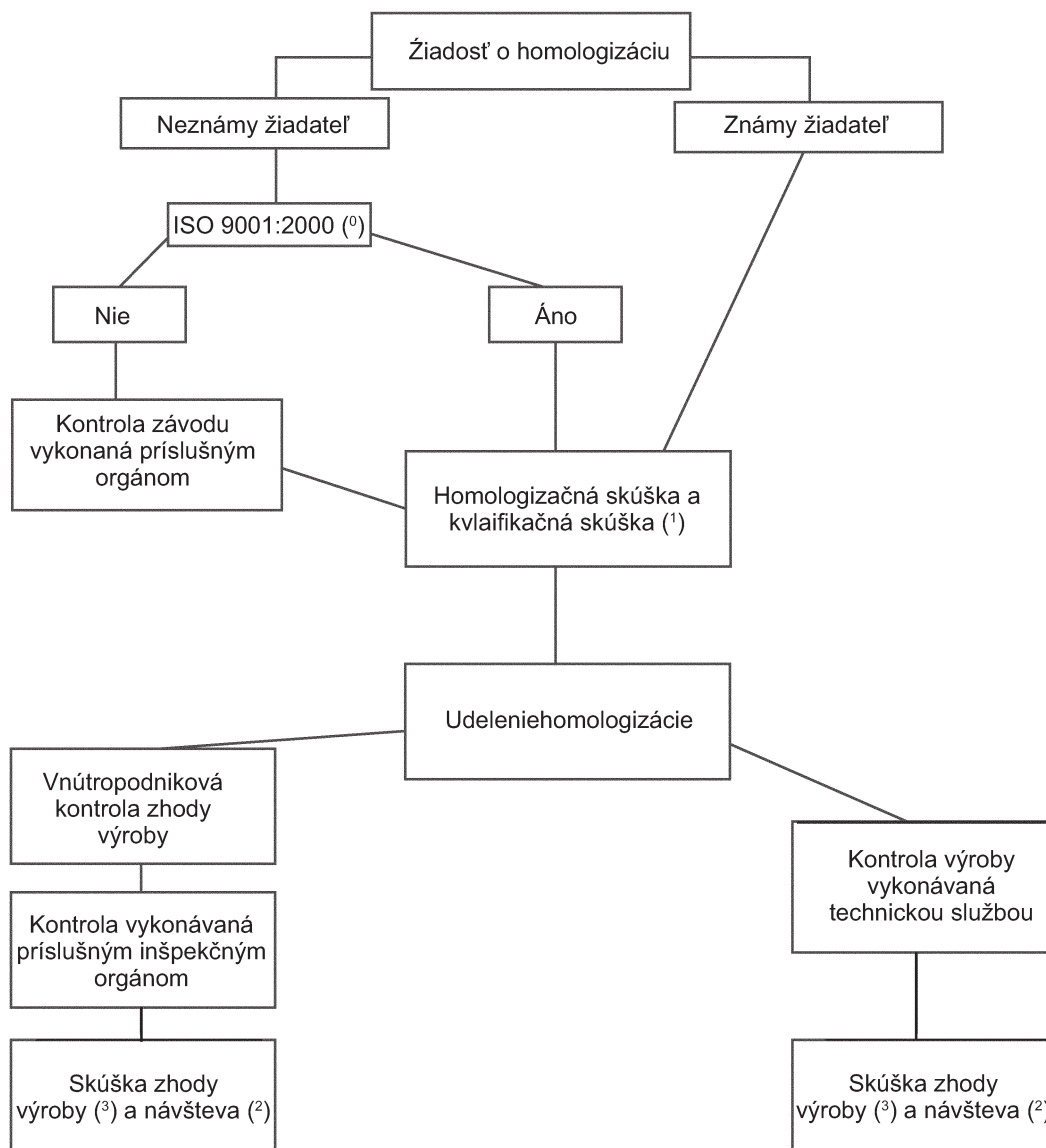 Źiadosť o homologizáciu
Neznámy žiadateľ
Známy žiadateľ
ISO 9001:2000 (⁰)
Nie
Áno
Kontrola závodu
vykonaná príslušným
orgánom
Homologizačná skúška a
kvlaifikačná skúška (¹)
Udeleniehomologizácie
Vnútropodniková
kontrola zhody
výroby
Kontrola výroby
vykonávaná
technickou službou
Kontrola vykonávaná
príslušným inšpekčným
orgánom
Skúška zhody
výroby (³) a návšteva (²)
Skúška zhody
výroby (³) a návšteva (²)